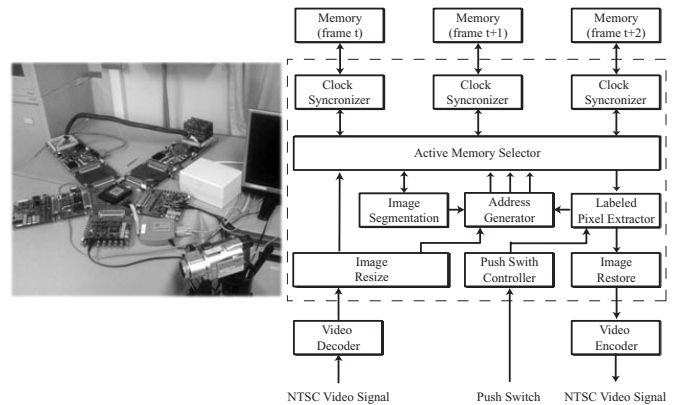 Memory
(frame t)
Memory
(frame t+1)
Memory
(frame t+2)
Clock
Syncronizer
Clock
Syncronizer
Clock
Syncronizer
Active Memory Selector
Image
Segmentation
Address
Generator
Labeled
Pixel Extractor
Image
Resize
Push Swith
Controller
Image
Restore
Video
Decoder
Video
Encoder
NTSC Video Signal
Push Switch
NTSC Video Signal